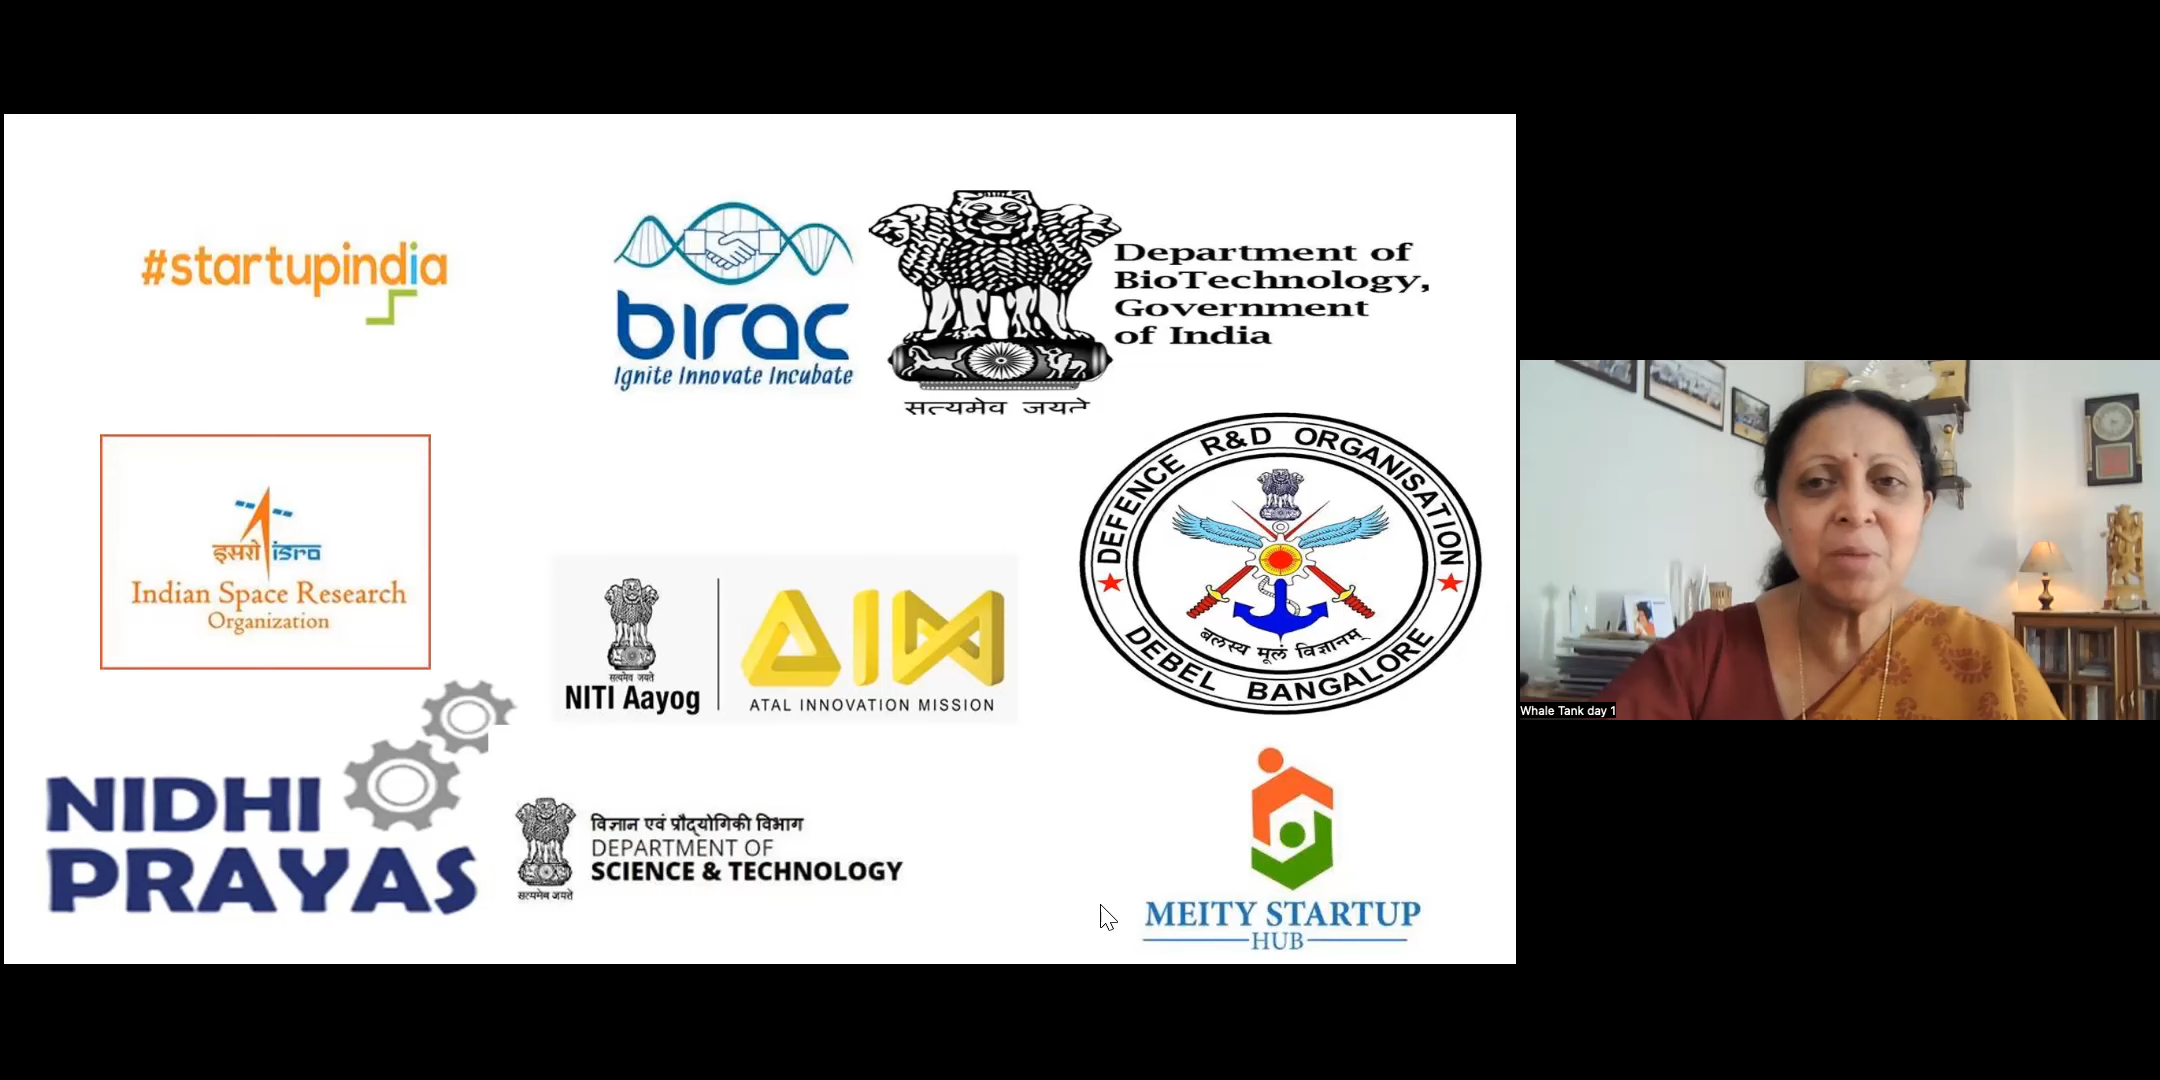 #startupindia
birac
Ignite Innovate Incubate
Department of
BioTechnology,
Government
of India
सत्यमेव जयते
इसरो isro
Indian Space Research
Organization
DEFENCE R&D ORGANISATION
बलस्य मूलं विज्ञानम्
DEBEL BANGALORE
सत्यमेव जयते
NITI Aayog
AIM
ATAL INNOVATION MISSION
NIDHI
PRAYAS
सत्यमेव जयते
विज्ञान एवं प्रौद्योगिकी विभाग
DEPARTMENT OF
SCIENCE & TECHNOLOGY
MEITY STARTUP
HUB
Whale Tank day 1